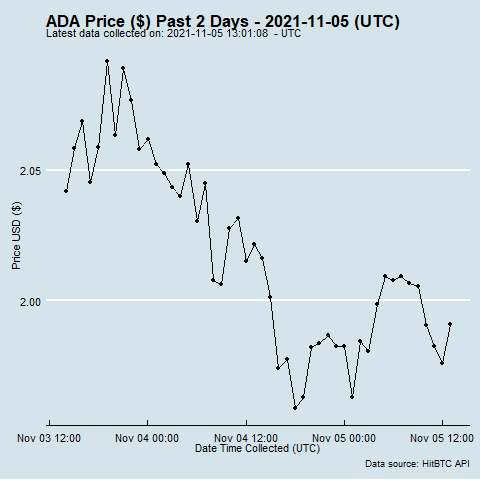 ADA Price ($) Past 2 Days - 2021-11-05 (UTC)
Latest data collected on: 2021-11-05 13:01:08 - UTC
2.05
Price USD ($)
2.00
Nov 03 12:00 Nov 04 00:00 Nov 04 12:00 Nov 05 00:00 Nov 05 12:00
Date Time Collected (UTC)
Data source: HitBTC API